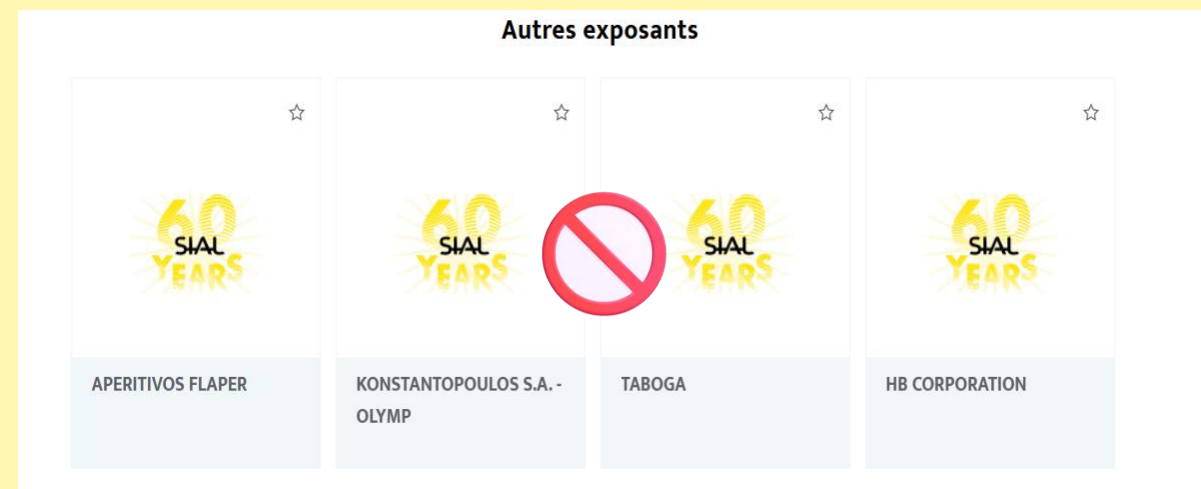 Autres exposants
60
SIAL
YEARS
60
SIAL
YEARS
60
SIAL
YEARS
60
SIAL
YEARS
APERITIVOS FLAPER
KONSTANTOPOULOS S.A. -
OLYMP
TABOGA
HB CORPORATION